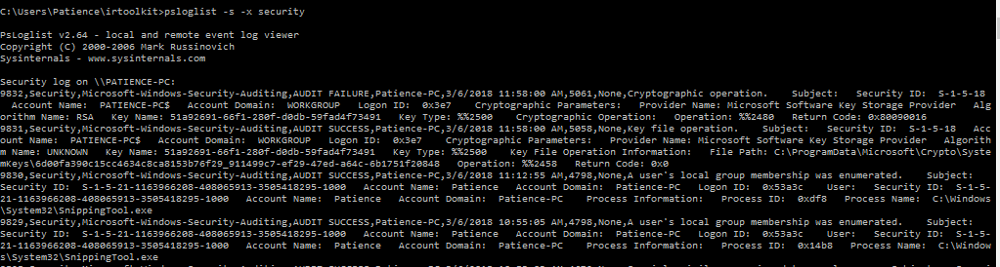 C:\Users\Patience\irtoolkit>psloglist -s -x security
PsLoglist v2.64 - local and remote event log viewer
Copyright (C) 2000-2006 Mark Russinovich
Sysinternals - www.sysinternals.com
Security log on \\PATIENCE-PC:
9832,Security,Microsoft-Windows-Security-Auditing,AUDIT FAILURE,Patience-PC,3/6/2018 11:58:00 AM,5061,None,Cryptographic operation.    Subject:   Security ID:  S-1-5-18
  Account Name:  PATIENCE-PC$   Account Domain:  WORKGROUP   Logon ID:  0x3e7    Cryptographic Parameters:   Provider Name: Microsoft Software Key Storage Provider   Alg
orithm Name: RSA   Key Name: 51a92691-66f1-280f-d0db-59fad4f73491   Key Type: %%2500    Cryptographic Operation:   Operation: %%2480   Return Code: 0x80090016
9831,Security,Microsoft-Windows-Security-Auditing,AUDIT SUCCESS,Patience-PC,3/6/2018 11:58:00 AM,5058,None,Key file operation.    Subject:   Security ID:  S-1-5-18   Acc
ount Name:  PATIENCE-PC$   Account Domain:  WORKGROUP   Logon ID:  0x3e7    Cryptographic Parameters:   Provider Name: Microsoft Software Key Storage Provider   Algorith
m Name: UNKNOWN   Key Name: 51a92691-66f1-280f-d0db-59fad4f73491   Key Type: %%2500    Key File Operation Information:   File Path: C:\ProgramData\Microsoft\Crypto\Syste
mKeys\6d00fa390c15cc4634c8ca8153b76f29_911499c7-ef29-47ed-a64c-6b1751f20848   Operation: %%2458   Return Code: 0x0
9830,Security,Microsoft-Windows-Security-Auditing,AUDIT SUCCESS,Patience-PC,3/6/2018 11:12:55 AM,4798,None,A user's local group membership was enumerated.    Subject:
Security ID:  S-1-5-21-1163966208-408065913-3505418295-1000   Account Name:  Patience   Account Domain:  Patience-PC   Logon ID:  0x53a3c    User:   Security ID:  S-1-5-
21-1163966208-408065913-3505418295-1000   Account Name:  Patience   Account Domain:  Patience-PC    Process Information:   Process ID:  0xdf8   Process Name:  C:\Windows
\System32\SnippingTool.exe
9829,Security,Microsoft-Windows-Security-Auditing,AUDIT SUCCESS,Patience-PC,3/6/2018 10:55:05 AM,4798,None,A user's local group membership was enumerated.    Subject:
Security ID:  S-1-5-21-1163966208-408065913-3505418295-1000   Account Name:  Patience   Account Domain:  Patience-PC   Logon ID:  0x53a3c    User:   Security ID:  S-1-5-
21-1163966208-408065913-3505418295-1000   Account Name:  Patience   Account Domain:  Patience-PC    Process Information:   Process ID:  0x14b8   Process Name:  C:\Window
s\System32\SnippingTool.exe